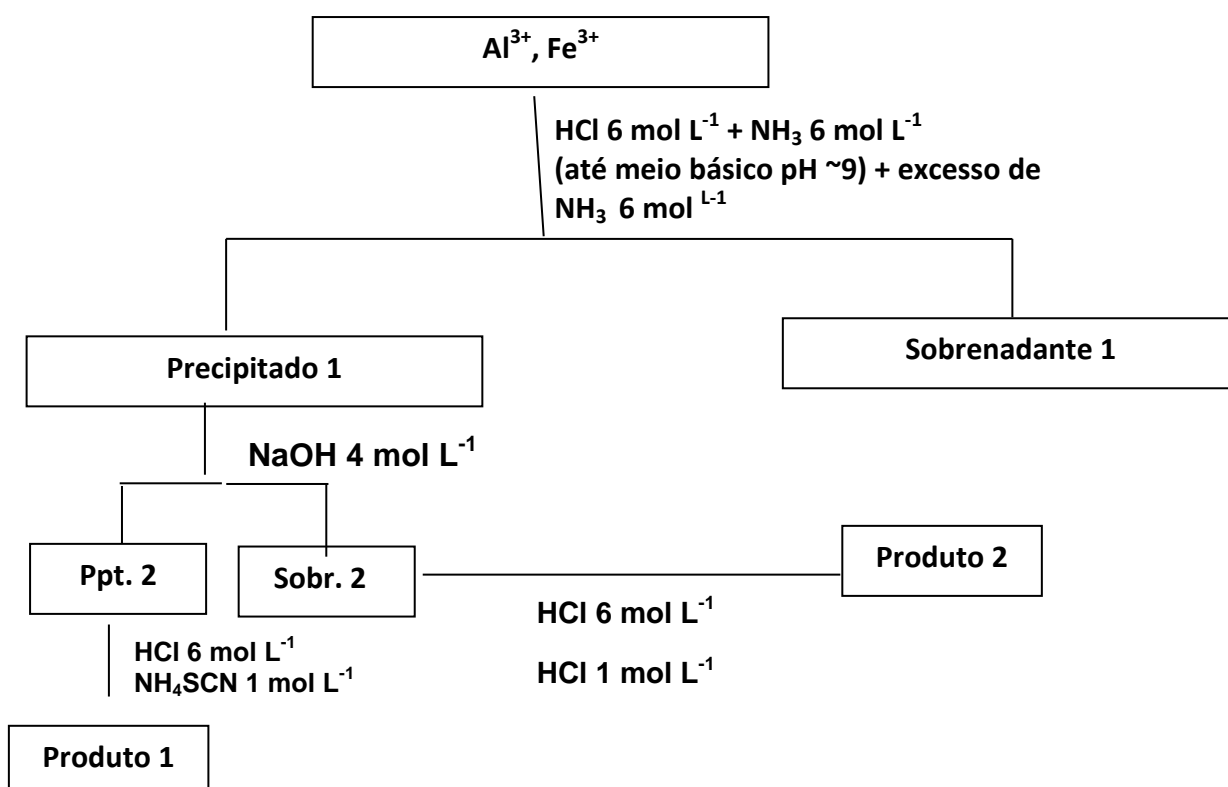 Al³⁺, Fe³⁺
HCl 6 mol L⁻¹ + NH₃ 6 mol L⁻¹
(até meio básico pH ~9) + excesso de
NH₃ 6 mol ᴸ⁻¹
Precipitado 1
Sobrenadante 1
NaOH 4 mol L⁻¹
Ppt. 2
Sobr. 2
Produto 2
HCl 6 mol L⁻¹
HCl 1 mol L⁻¹
HCl 6 mol L⁻¹
NH₄SCN 1 mol L⁻¹
Produto 1